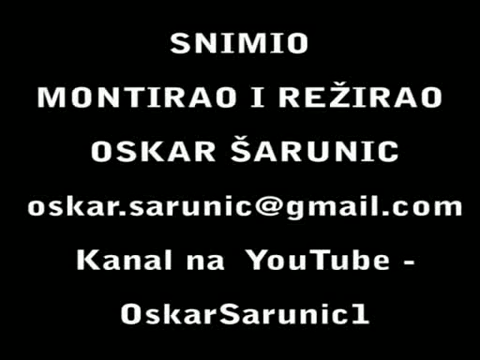 SNIMIO
MONTIRAO I REŽIRAO
OSKAR ŠARUNIC
oskar.sarunic@gmail.com
Kanal na YouTube -
OskarSarunic1